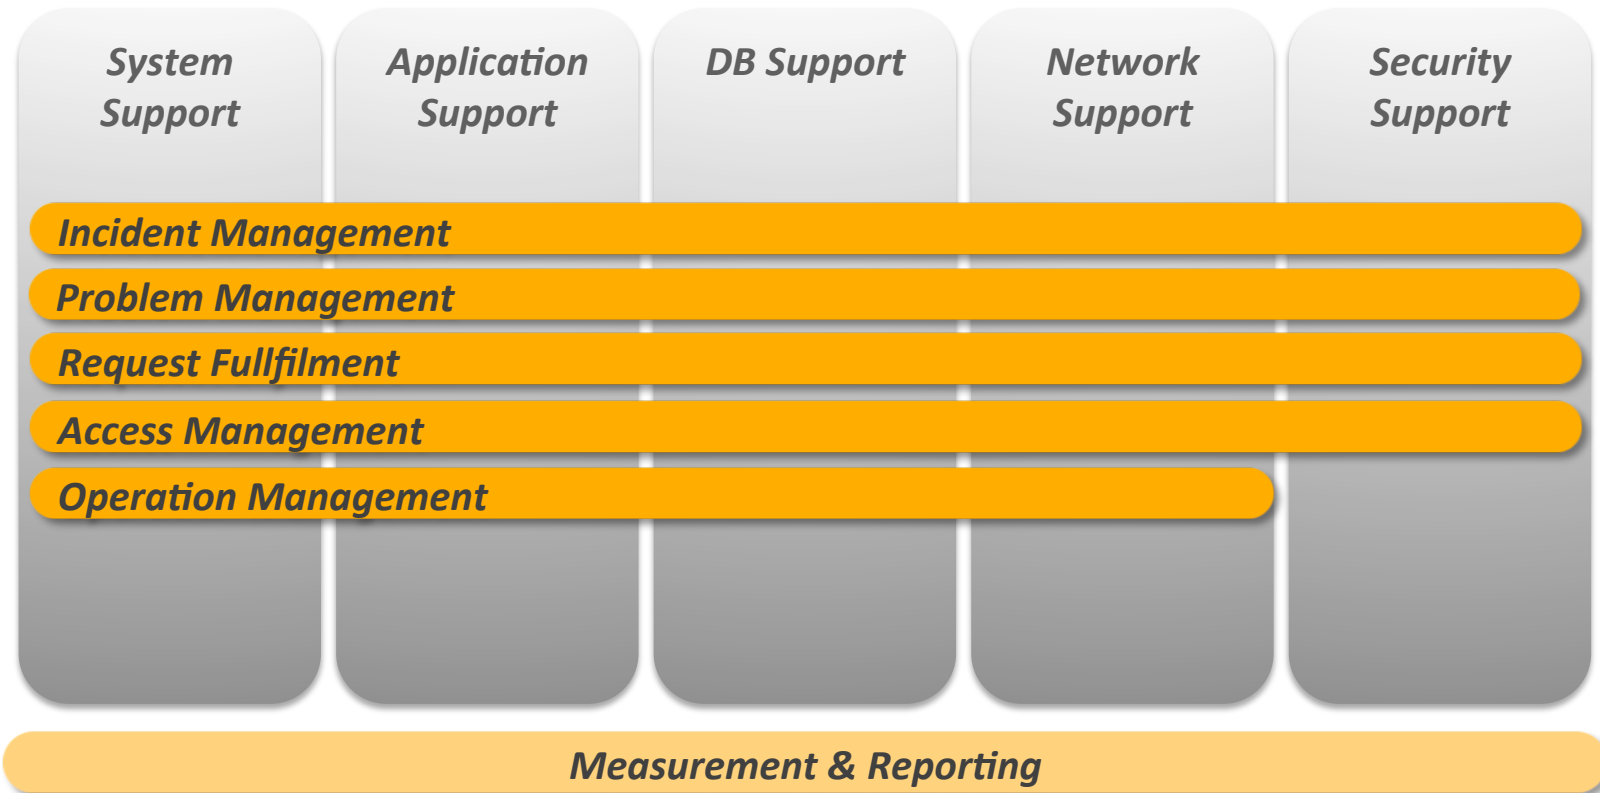 System
Support
Application
Support
DB Support
Network
Support
Security
Support
Incident Management
Problem Management
Request Fullfilment
Access Management
Operation Management
Measurement & Reporting